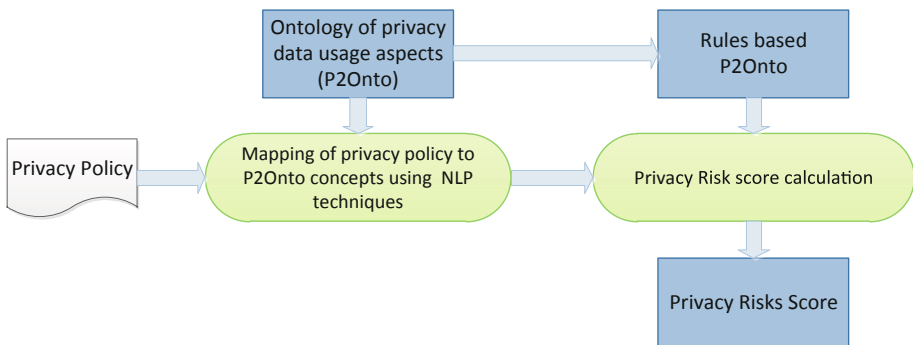 Ontology of privacy
data usage aspects
(P2Onto)
Rules based
P2Onto
Privacy Policy
Mapping of privacy policy to
P2Onto concepts using NLP
techniques
Privacy Risk score calculation
Privacy Risks Score